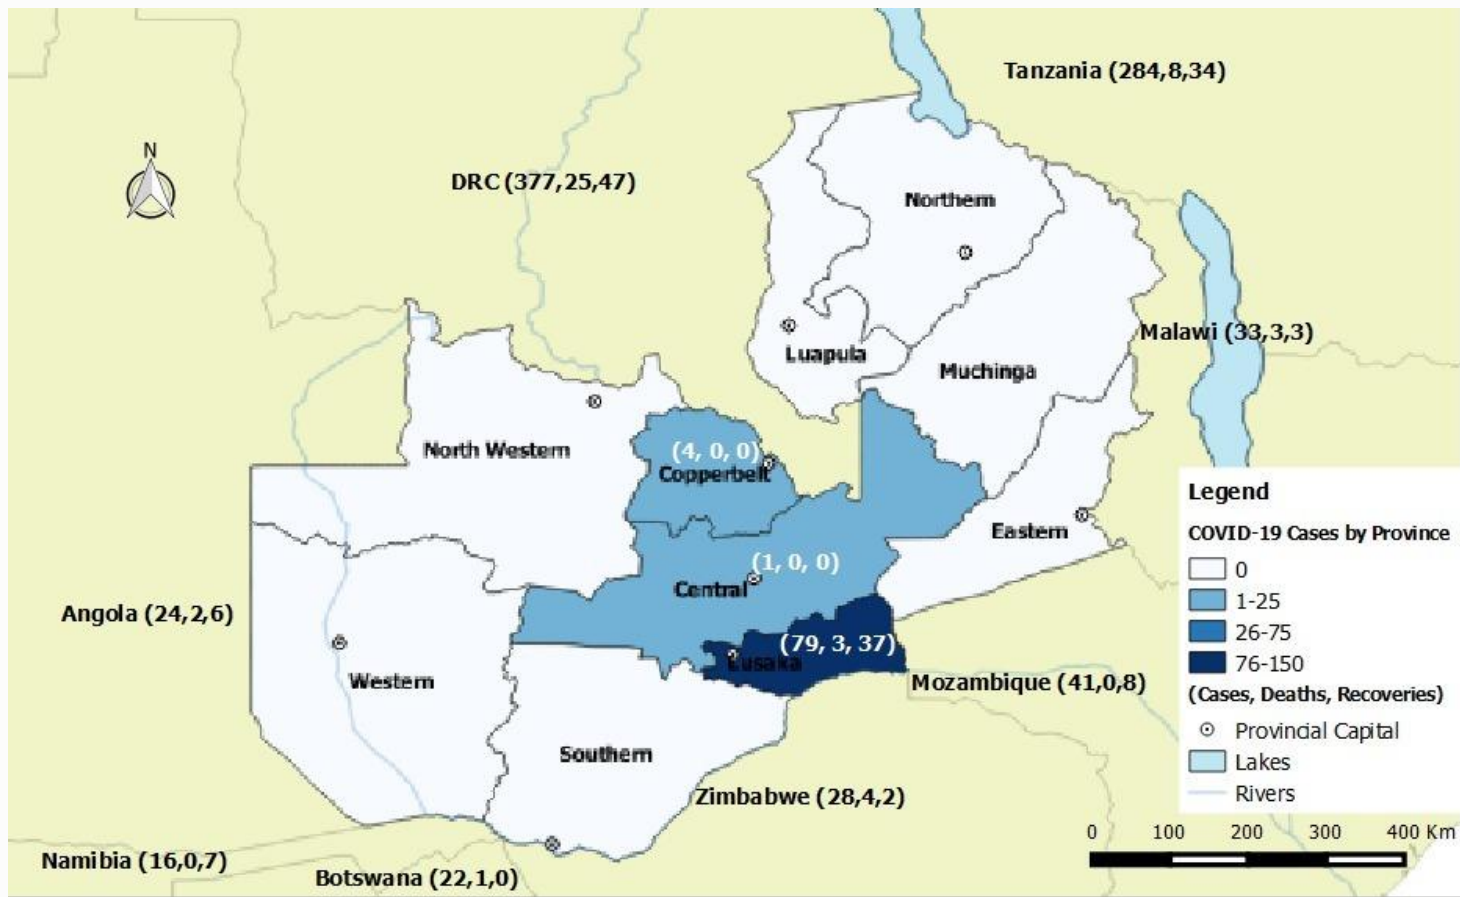 Tanzania (284,8,34)
N
DRC (377,25,47)
Northern
Malawi (33,3,3)
Luapula
Muchinga
North Western
(4, 0, 0)
Copperbelt
Eastern
(1, 0, 0)
Central
Angola (24,2,6)
(79, 3, 37)
Lusaka
Western
Mozambique (41,0,8)
Southern
Zimbabwe (28,4,2)
Namibia (16,0,7)
Botswana (22,1,0)
Legend
COVID-19 Cases by Province
0
1-25
26-75
76-150
(Cases, Deaths, Recoveries)
Provincial Capital
Lakes
Rivers
0 100 200 300 400 Km